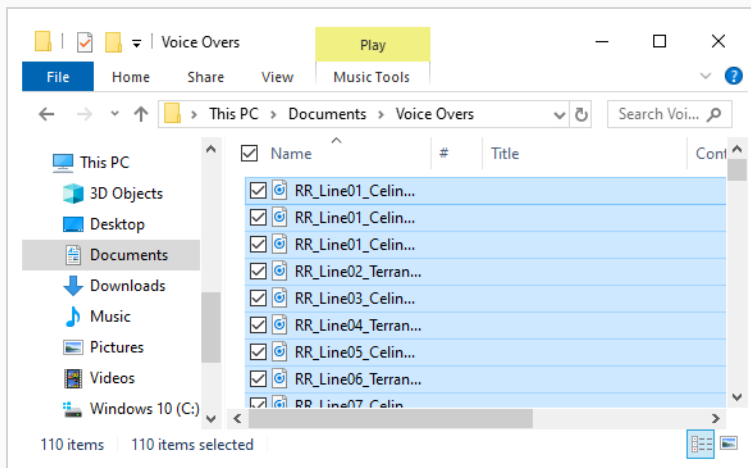 Voice Overs Play
File Home Share View Music Tools ?
This PC > Documents > Voice Overs Search Voi...
Name # Title Cont
This PC
3D Objects
Desktop
Documents
Downloads
Music
Pictures
Videos
Windows 10 (C:)
RR_Line01_Celin...
RR_Line01_Celin...
RR_Line01_Celin...
RR_Line02_Terran...
RR_Line03_Celin...
RR_Line04_Terran...
RR_Line05_Celin...
RR_Line06_Terran...
RR_Line07_Celin
110 items 110 items selected